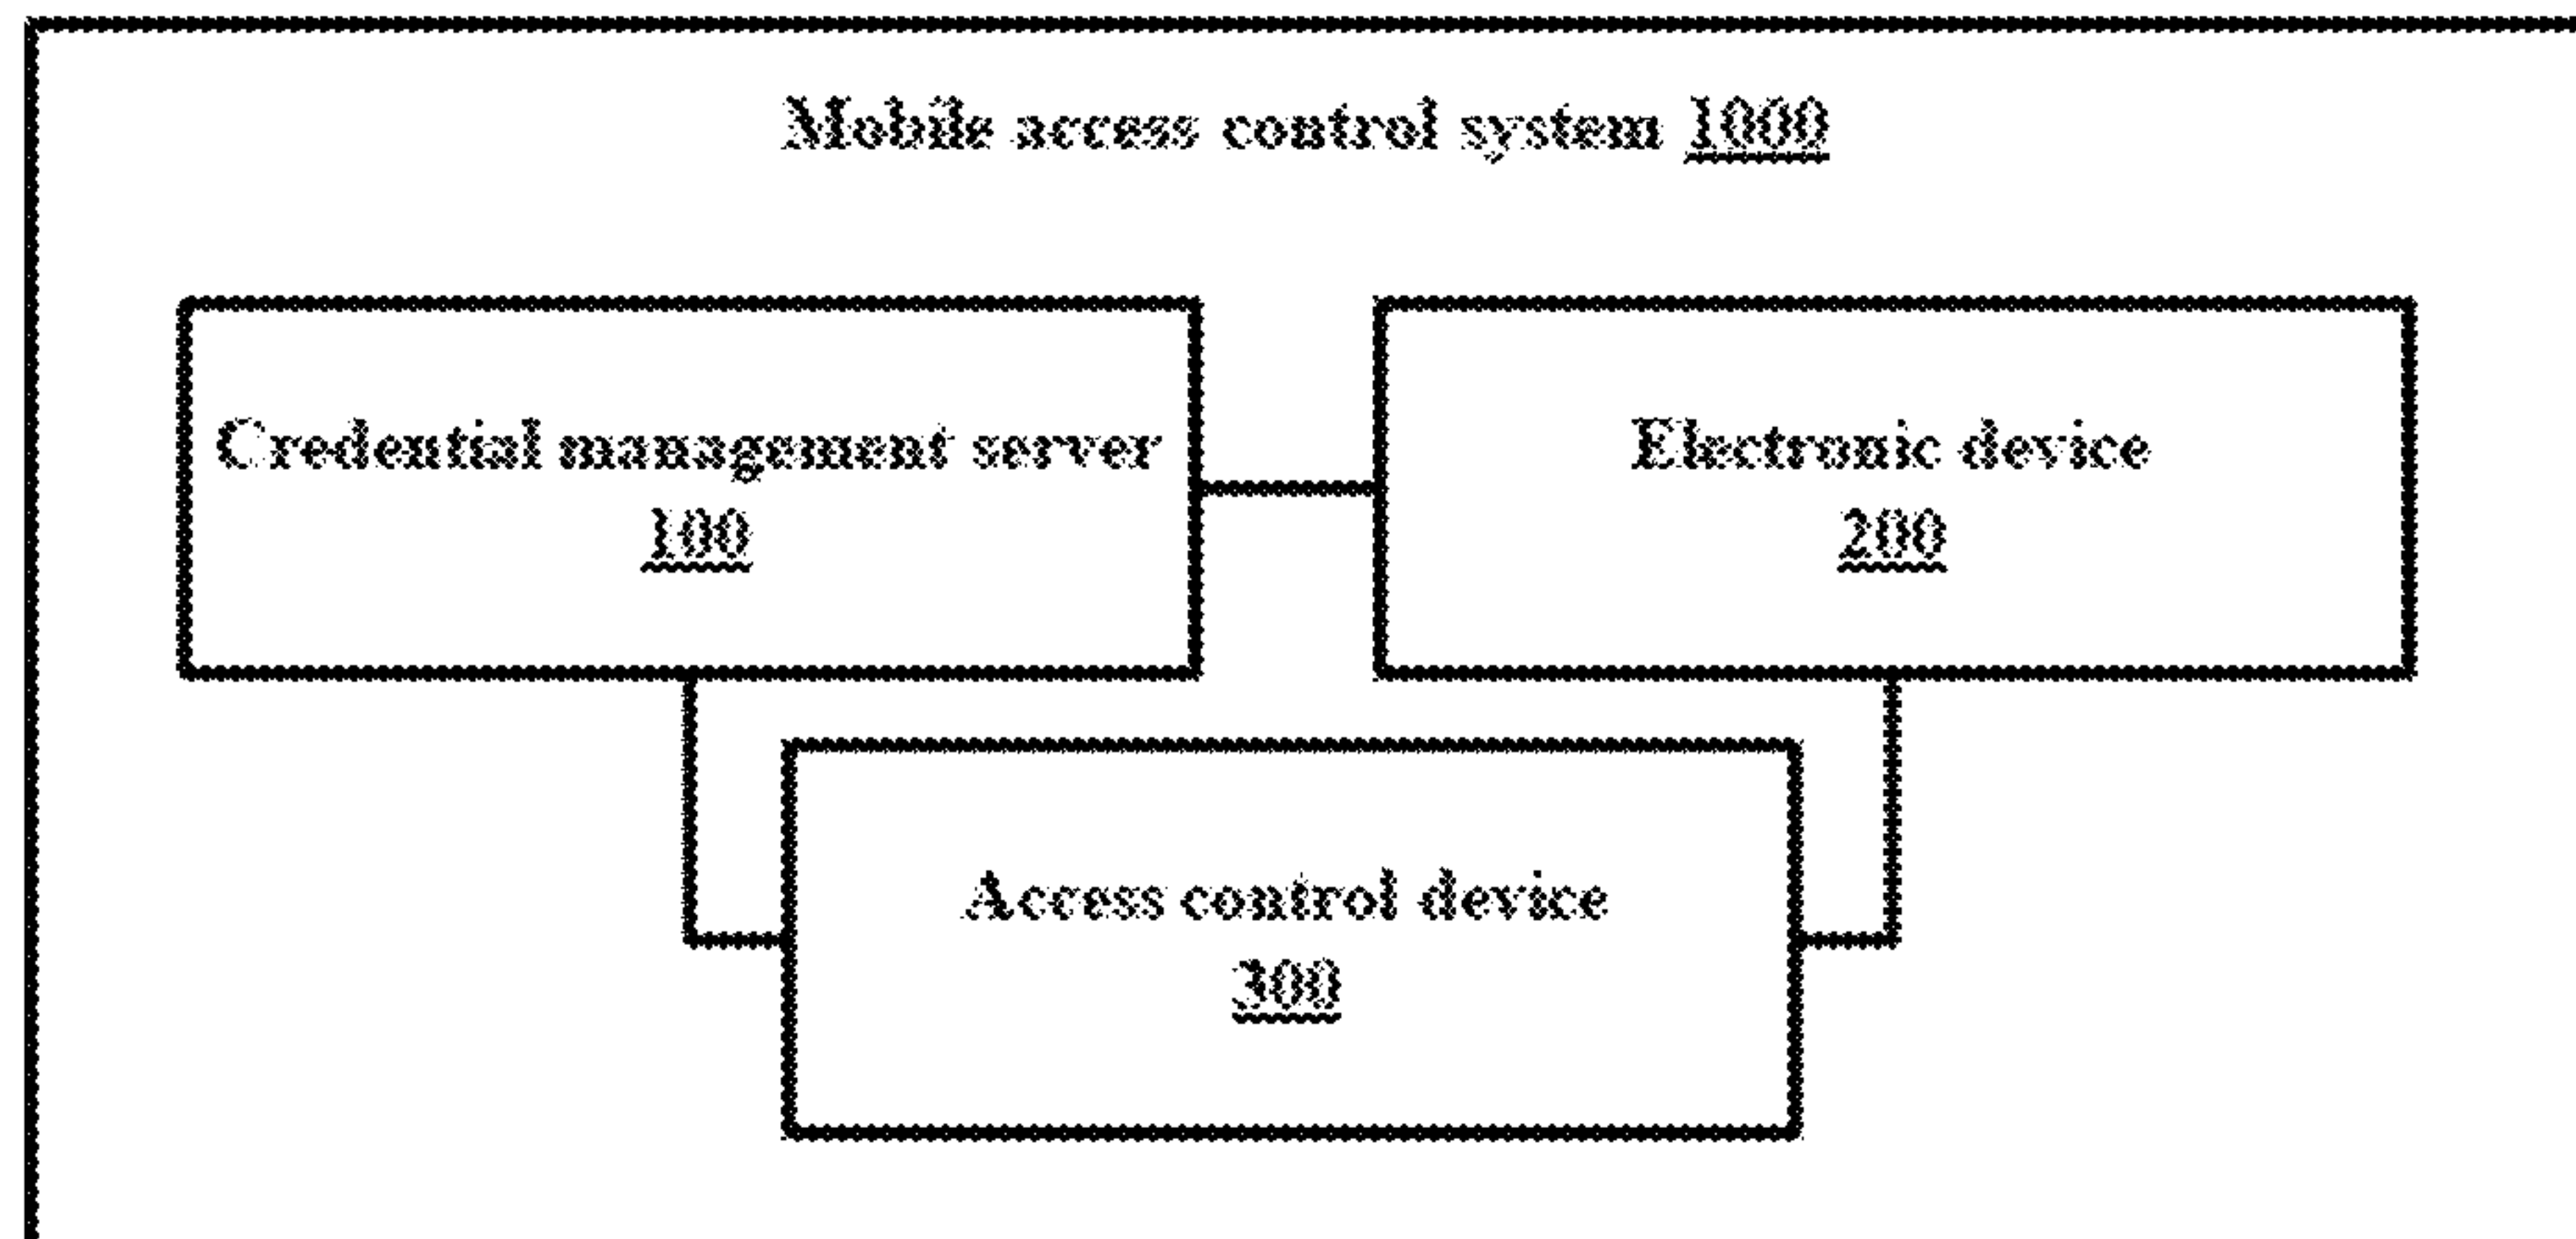 Mobile access control system 1000
Credential management server
100
Electronic device
200
Access control device
300